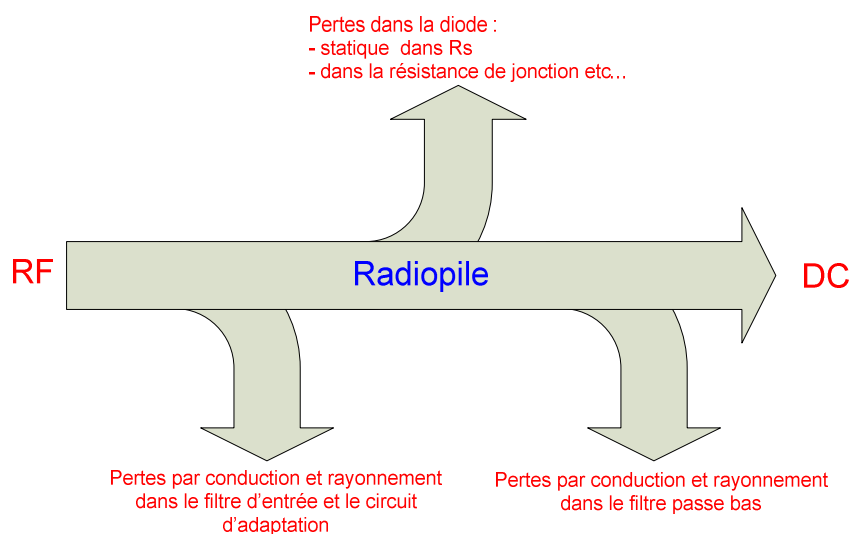 Pertes dans la diode :
- statique dans Rs
- dans la résistance de jonction etc...
RF
Radiopile
DC
Pertes par conduction et rayonnement
dans le filtre d'entrée et le circuit
d'adaptation
Pertes par conduction et rayonnement
dans le filtre passe bas